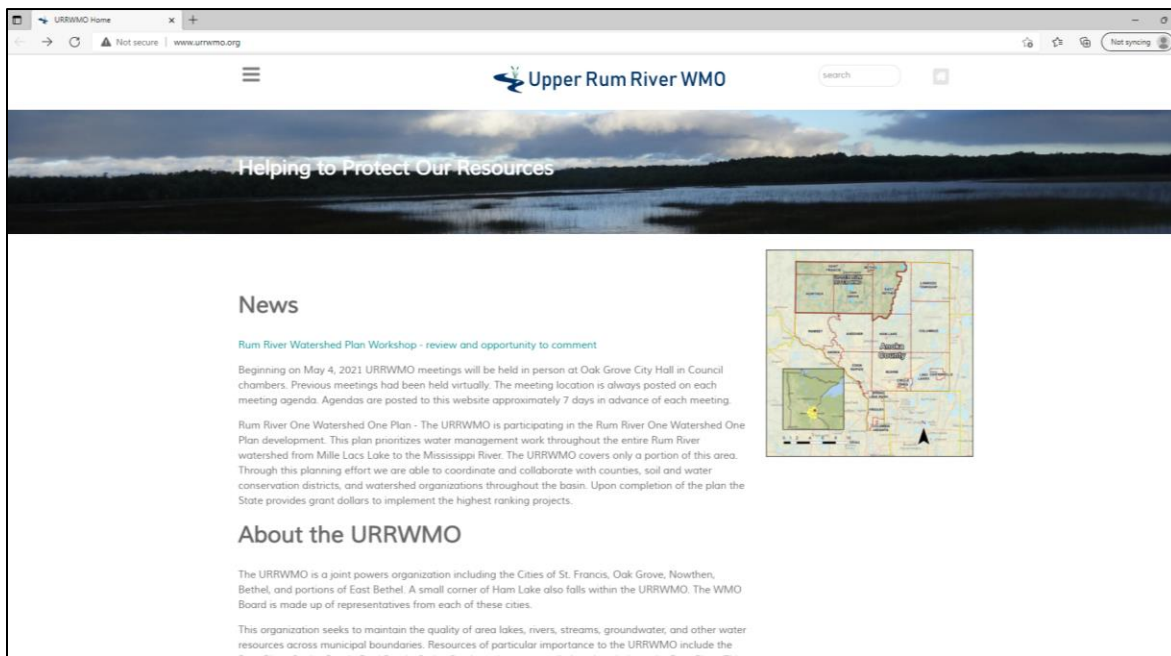 URRWMO Home
Not secure | www.urrwmo.org
Not syncing
Upper Rum River WMO
search
Helping to Protect Our Resources
News
Rum River Watershed Plan Workshop - review and opportunity to comment
Beginning on May 4, 2021 URRWMO meetings will be held in person at Oak Grove City Hall in Council
chambers. Previous meetings had been held virtually. The meeting location is always posted on each
meeting agenda. Agendas are posted to this website approximately 7 days in advance of each meeting.
Rum River One Watershed One Plan - The URRWMO is participating in the Rum River One Watershed One
Plan development. This plan prioritizes water management work throughout the entire Rum River
watershed from Mille Lacs Lake to the Mississippi River. The URRWMO covers only a portion of this area.
Through this planning effort we are able to coordinate and collaborate with counties, soil and water
conservation districts, and watershed organizations throughout the basin. Upon completion of the plan the
State provides grant dollars to implement the highest ranking projects.
Anoka
County
About the URRWMO
The URRWMO is a joint powers organization including the Cities of St. Francis, Oak Grove, Nowthen,
Bethel, and portions of East Bethel. A small corner of Ham Lake also falls within the URRWMO. The WMO
Board is made up of representatives from each of these cities.
This organization seeks to maintain the quality of area lakes, rivers, streams, groundwater, and other water
resources across municipal boundaries. Resources of particular importance to the URRWMO include the